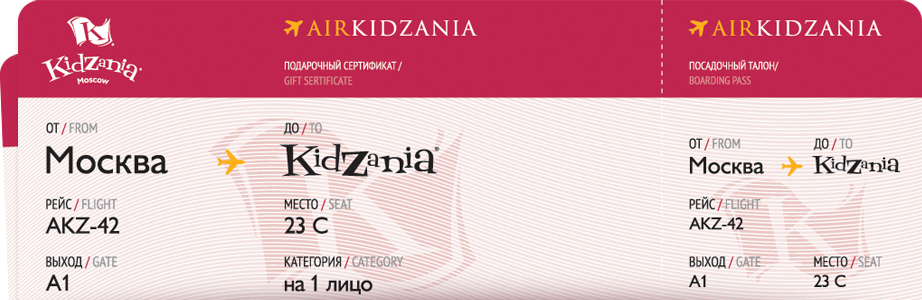 K
KidZania
Moscow
AIRKIDZANIA
ПОДАРОЧНЫЙ СЕРТИФИКАТ /
GIFT SERTIFICATE
ОТ / FROM
Москва
ДО / TO
KidZania®
РЕЙС / FLIGHT
AKZ-42
МЕСТО / SEAT
23 C
ВЫХОД / GATE
A1
КАТЕГОРИЯ / CATEGORY
на 1 лицо
AIRKIDZANIA
ПОСАДОЧНЫЙ ТАЛОН/
BOARDING PASS
ОТ / FROM
Москва
ДО / TO
KidZania
РЕЙС / FLIGHT
AKZ-42
ВЫХОД / GATE
A1
МЕСТО / SEAT
23 C